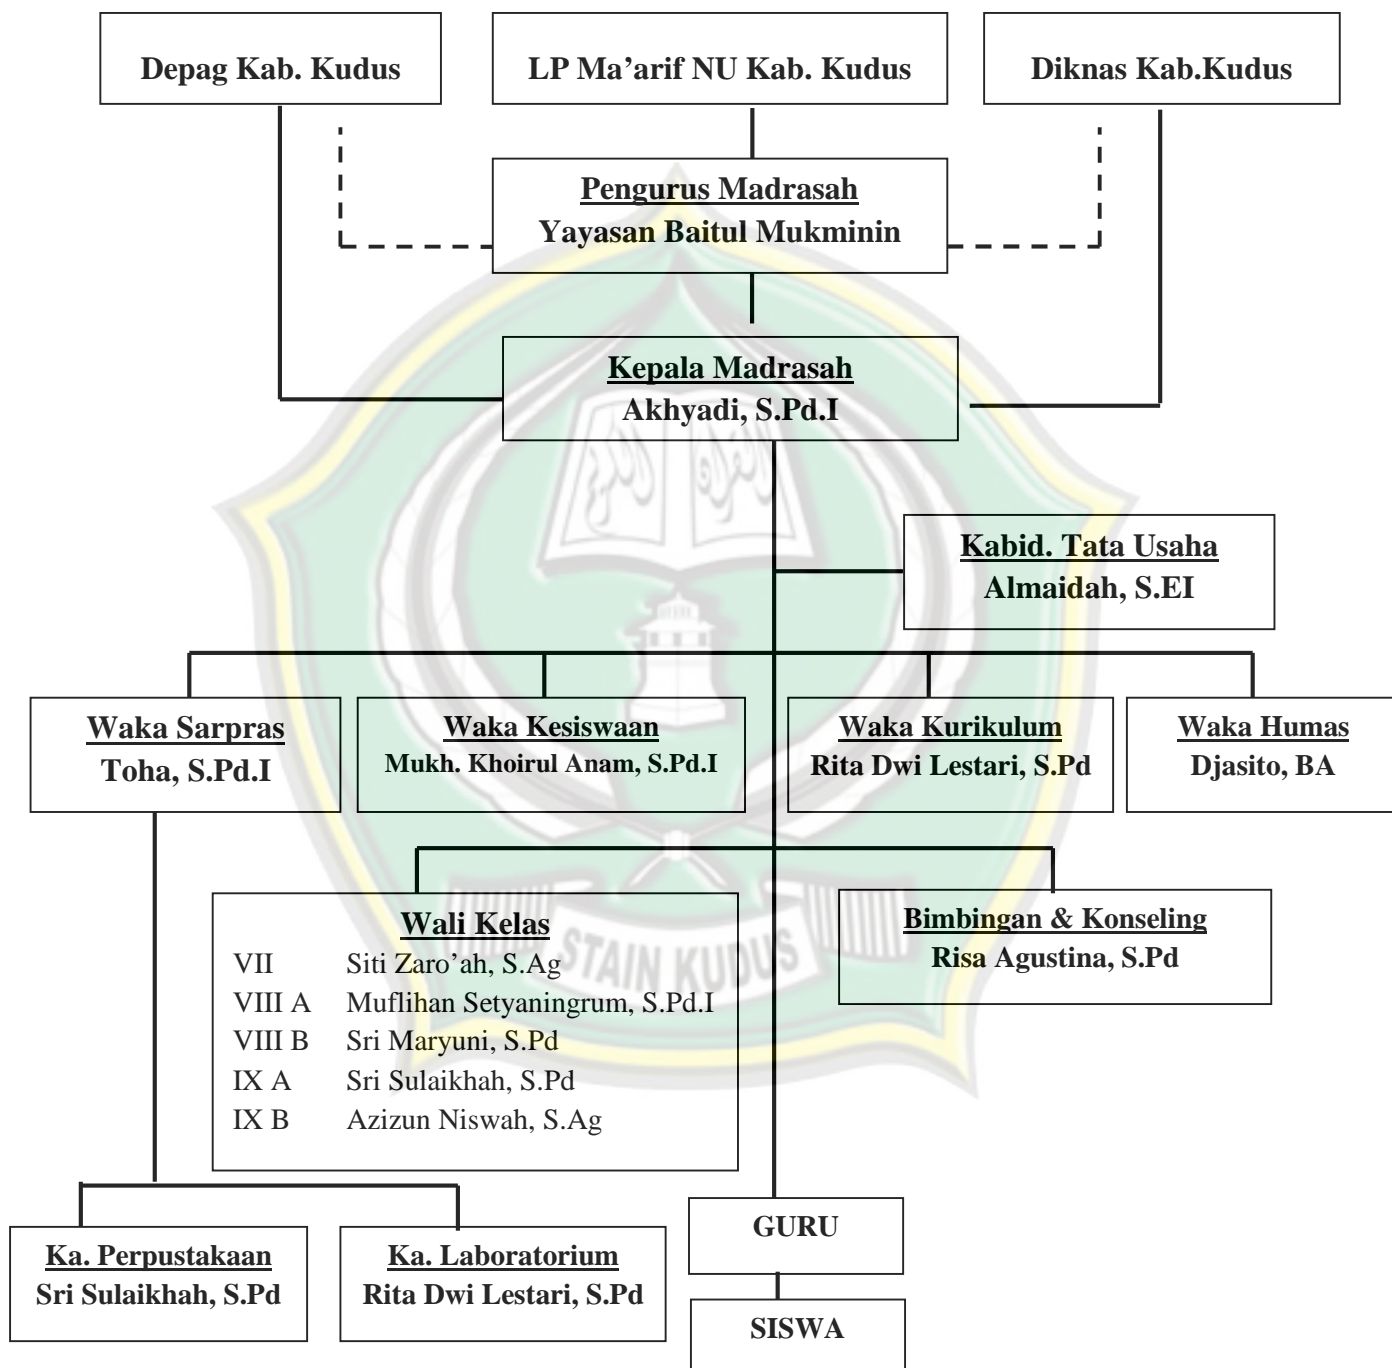 Depag Kab. Kudus
LP Ma’arif NU Kab. Kudus
Diknas Kab.Kudus
Pengurus Madrasah
Yayasan Baitul Mukminin
Kepala Madrasah
Akhyadi, S.Pd.I
Kabid. Tata Usaha
Almaidah, S.EI
Waka Sarpras
Toha, S.Pd.I
Waka Kesiswaan
Mukh. Khoirul Anam, S.Pd.I
Waka Kurikulum
Rita Dwi Lestari, S.Pd
Waka Humas
Djasito, BA
Wali Kelas
VII Siti Zaro’ah, S.Ag
VIII A Muflihan Setyaningrum, S.Pd.I
VIII B Sri Maryuni, S.Pd
IX A Sri Sulaikhah, S.Pd
IX B Azizun Niswah, S.Ag
Bimbingan & Konseling
Risa Agustina, S.Pd
STAIN KUDUS
Ka. Perpustakaan
Sri Sulaikhah, S.Pd
Ka. Laboratorium
Rita Dwi Lestari, S.Pd
GURU
SISWA